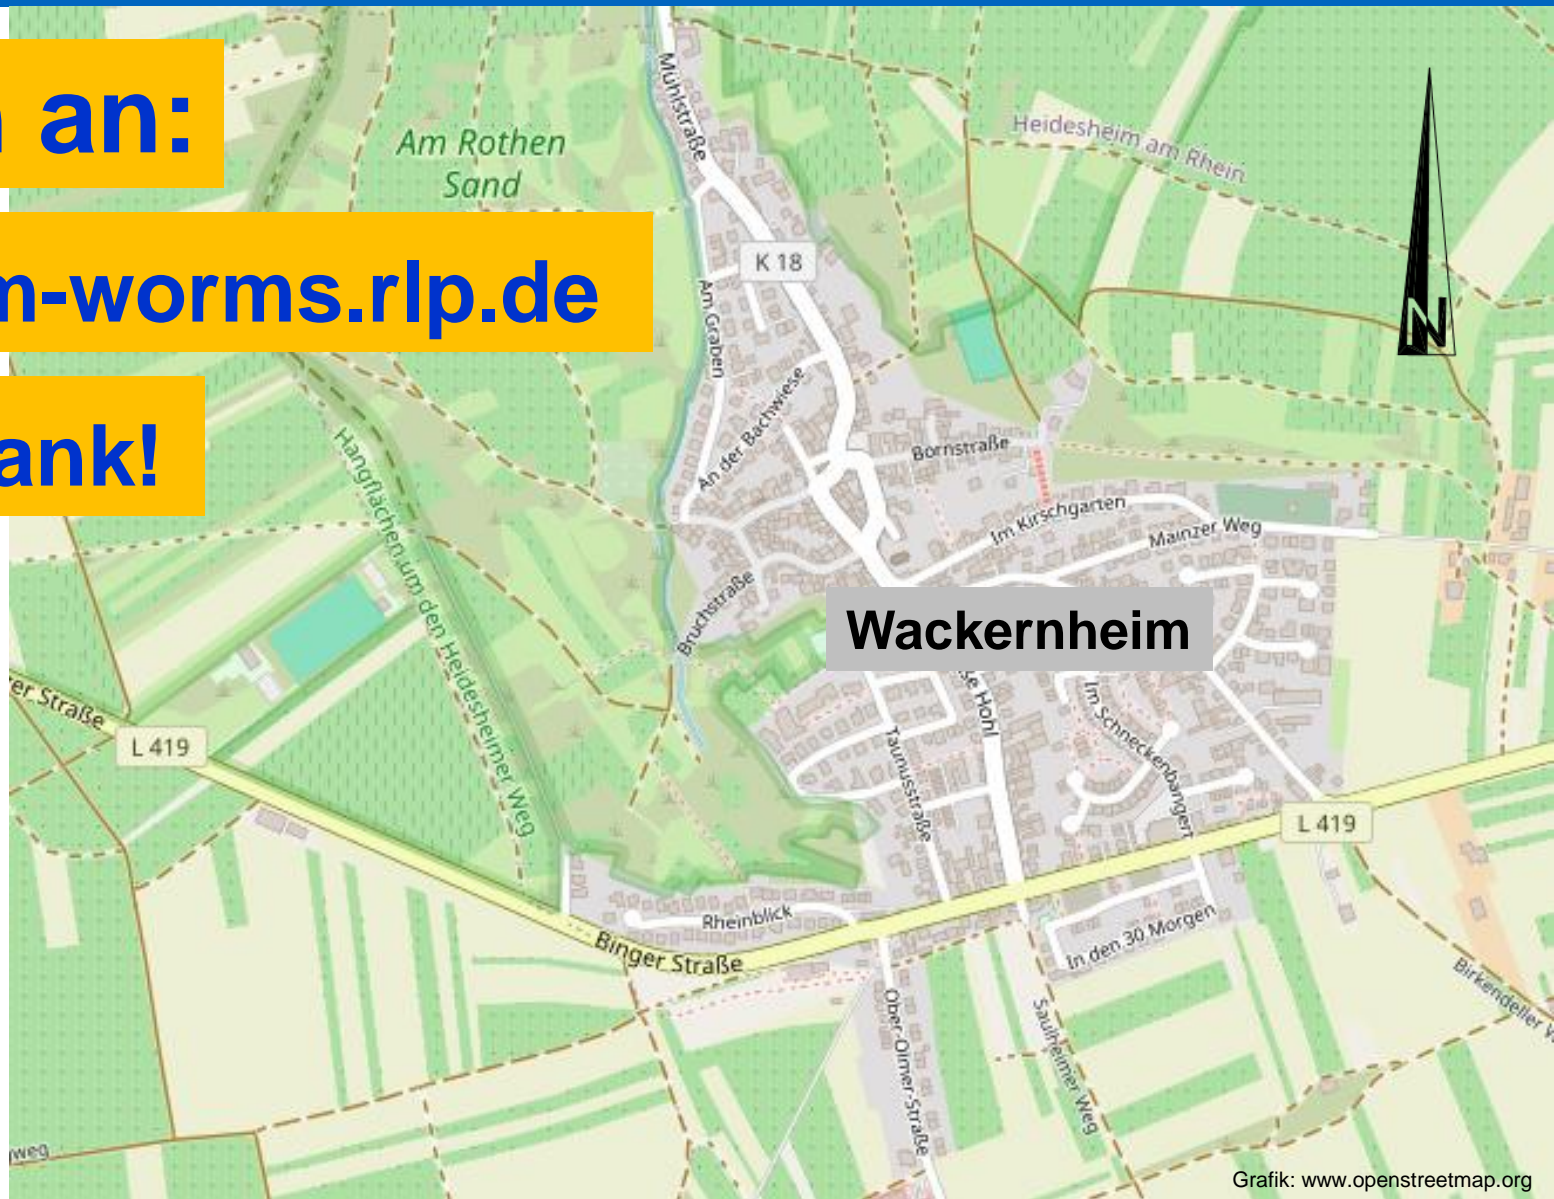 an:
m-worms.rlp.de
ank!
Mühlstraße
Am Rothen
Sand
Heidesheim am Rhein
N
K 18
Am Graben
An der Bachwiese
Bornstraße
Hangflächen um den Heidesheimer Weg
Im Kirschgarten
Mainzer Weg
Bruchstraße
Wackernheim
er Straße
L 419
se Hohl
Im Schneckenbangert
Taunusstraße
L 419
Rheinblick
Binger Straße
In den 30 Morgen
Birkendeller W
Ober-Olmer-Straße
Saulheimer Weg
weg
Grafik: www.openstreetmap.org